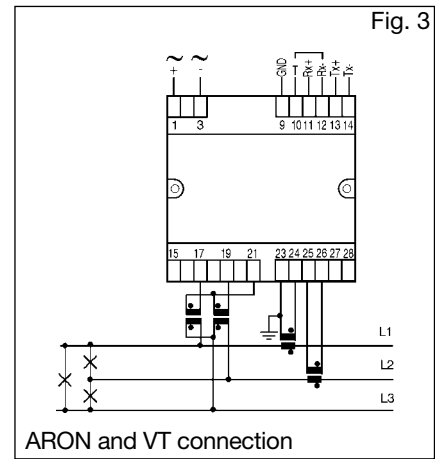 Fig. 3
~ ~
+ -
GND T Rx+ Rx- Tx+ Tx-
1 3 9 10 11 12 13 14
15 17 19 21 23 24 25 26 27 28
L1
L2
L3
ARON and VT connection